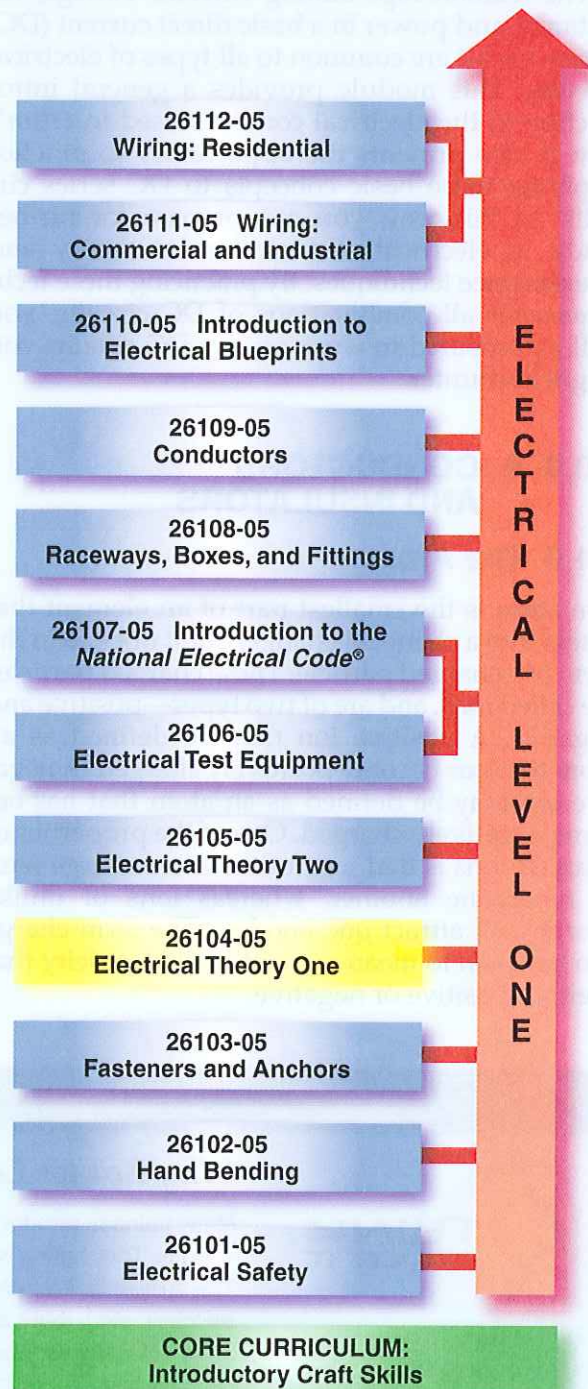 26112-05
Wiring: Residential
26111-05 Wiring:
Commercial and Industrial
26110-05 Introduction to
Electrical Blueprints
26109-05
Conductors
26108-05
Raceways, Boxes, and Fittings
26107-05 Introduction to the
National Electrical Code®
26106-05
Electrical Test Equipment
26105-05
Electrical Theory Two
26104-05
Electrical Theory One
26103-05
Fasteners and Anchors
26102-05
Hand Bending
26101-05
Electrical Safety
CORE CURRICULUM:
Introductory Craft Skills
ELECTRICAL LEVEL ONE